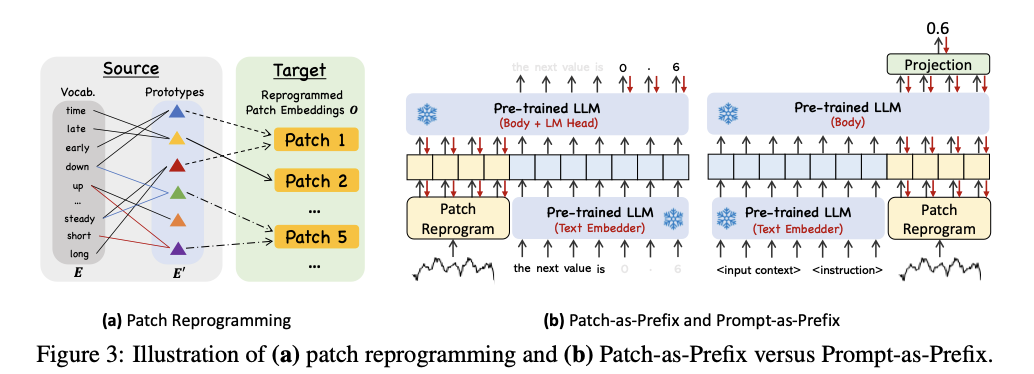 Source
Vocab.
Prototypes
time
late
early
down
up
...
steady
short
long
E
E'
Target
Reprogrammed
Patch Embeddings O
Patch 1
Patch 2
...
Patch 5
...
(a) Patch Reprogramming
the next value is 0 . 6
Pre-trained LLM
(Body + LM Head)
Patch
Reprogram
Pre-trained LLM
(Text Embedder)
the next value is 0 . 6
0.6
Projection
Pre-trained LLM
(Body)
Pre-trained LLM
(Text Embedder)
Patch
Reprogram
<input context> <instruction>
(b) Patch-as-Prefix and Prompt-as-Prefix
Figure 3: Illustration of (a) patch reprogramming and (b) Patch-as-Prefix versus Prompt-as-Prefix.